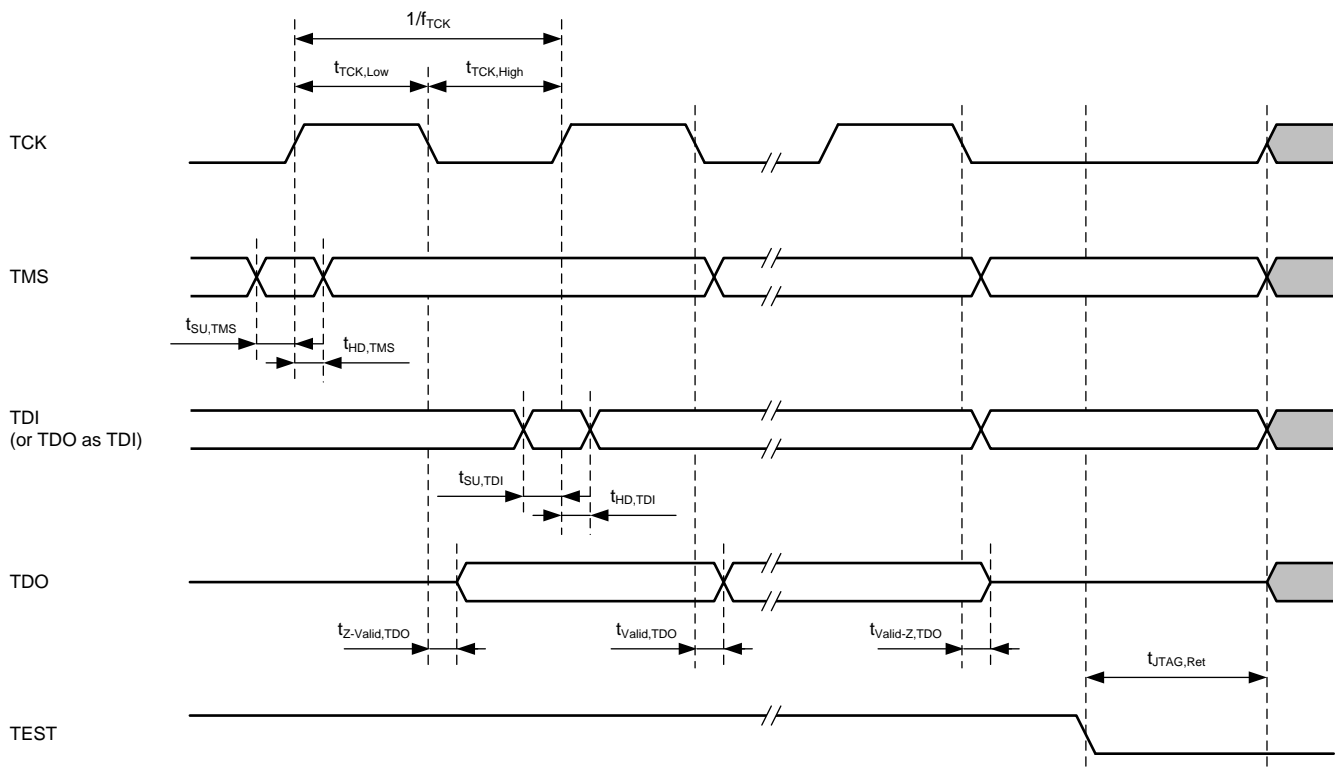 1/fTCK
tTCK,Low
tTCK,High
TCK
TMS
tSU,TMS
tHD,TMS
TDI
(or TDO as TDI)
tSU,TDI
tHD,TDI
TDO
tZ-Valid,TDO
tValid,TDO
tValid-Z,TDO
tJTAG,Ret
TEST